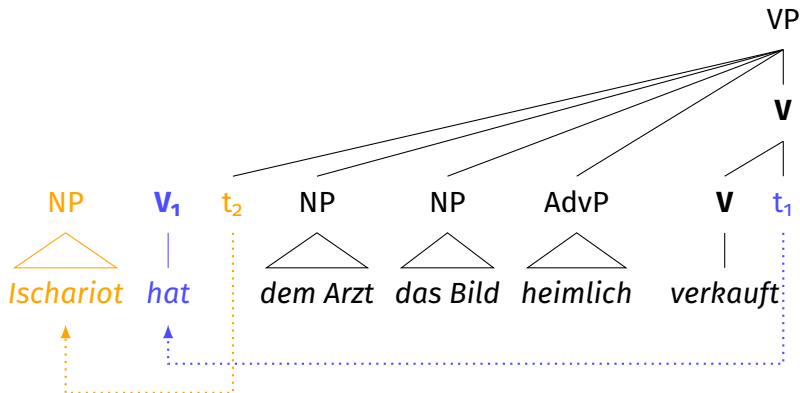 VP
V
NP V₁ t₂ NP NP AdvP V t₁
Ischariot hat dem Arzt das Bild heimlich verkauft